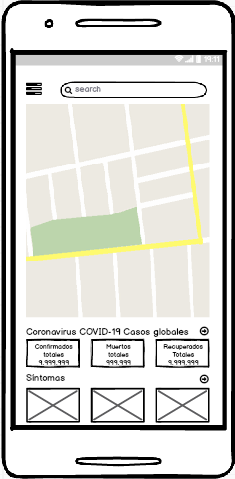 19:11
search
Coronavirus COVID-19 Casos globales
Confirmados
totales
9,999,999
Muertos
totales
999,999
Recuperados
Totales
9,999,999
Síntomas